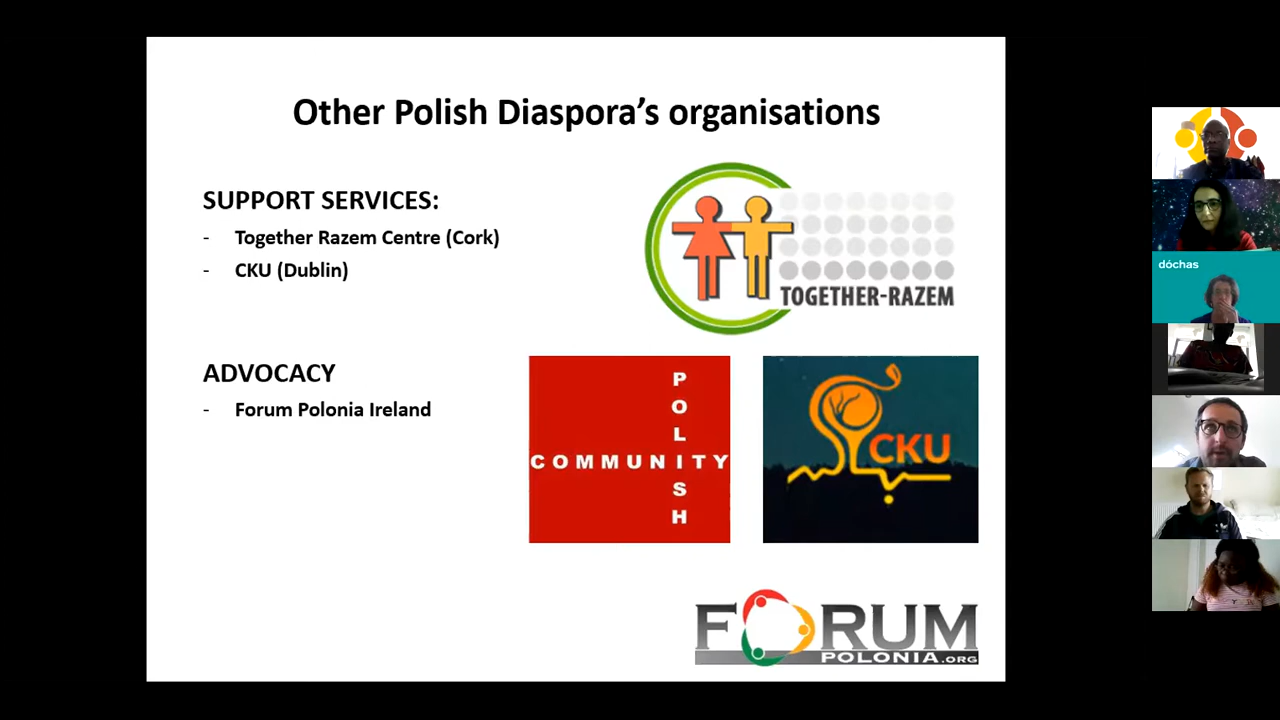 Other Polish Diaspora's organisations
SUPPORT SERVICES:
- Together Razem Centre (Cork)
- CKU (Dublin)
TOGETHER-RAZEM
ADVOCACY
- Forum Polonia Ireland
POLISH
COMMUNITY
CKU
FORUM
POLONIA.ORG
dóchas